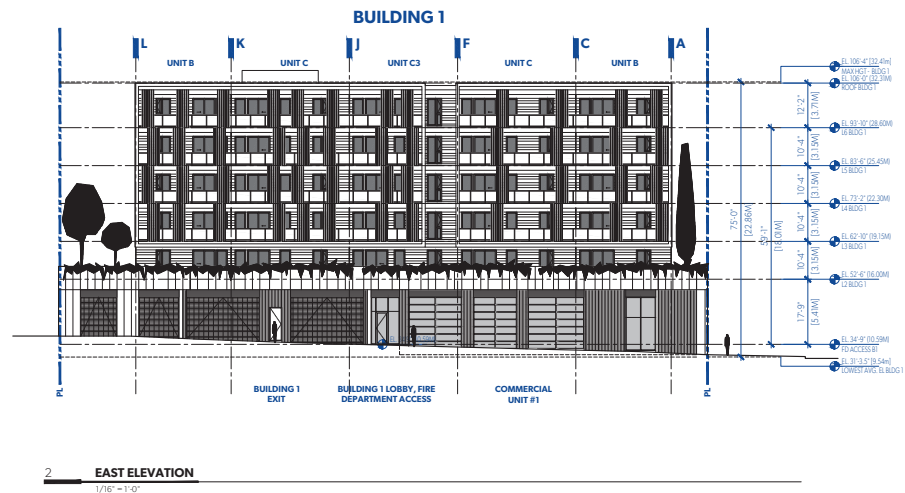 BUILDING 1
L
K
J
F
C
A
UNIT B
UNIT C
UNIT C3
UNIT C
UNIT B
EL 106'-4" [32.41m]
MAX HGT - BLDG 1
EL 106'-0" (32.31M)
ROOF BLDG 1
12'-2"
[3.71M]
EL 93'-10" (28.60M)
L6 BLDG 1
10'-4"
[3.15M]
EL 83'-6" (25.45M)
L5 BLDG 1
10'-4"
[3.15M]
EL 73'-2" (22.30M)
L4 BLDG 1
75'-0"
[22.86M]
10'-4"
[3.15M]
EL 62'-10" (19.15M)
L3 BLDG 1
10'-4"
[3.15M]
EL 52'-6" (16.00M)
L2 BLDG 1
17'-9"
[5.41M]
EL 34'-9" (10.59M)
FD ACCESS B1
EL 31'-3.5" [9.54m]
LOWEST AVG. EL BLDG 1
PL
PL
BUILDING 1
EXIT
BUILDING 1 LOBBY, FIRE
DEPARTMENT ACCESS
COMMERCIAL
UNIT #1
2
EAST ELEVATION
1/16" = 1'-0"